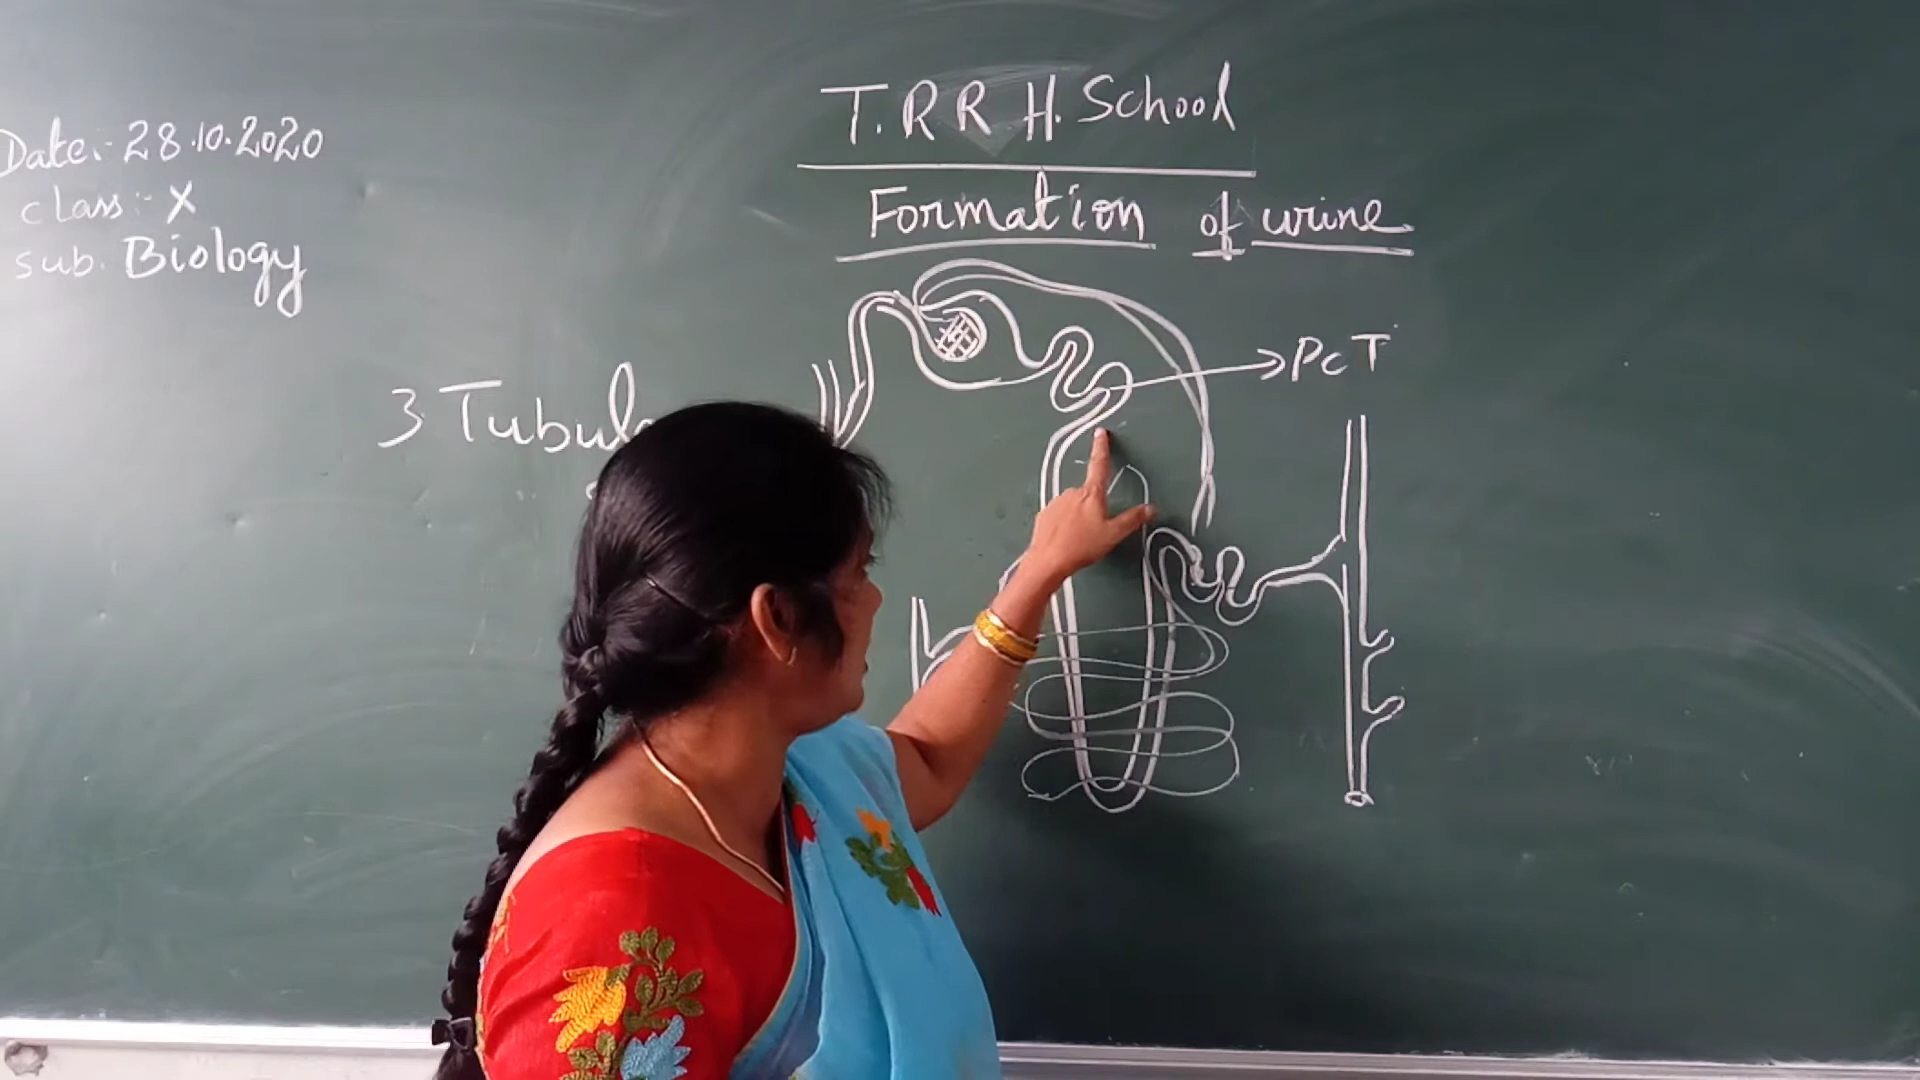 T.R R H. School
Formation of urine
Date:- 28.10.2020
class:- X
sub. Biology
PCT
3 Tubul